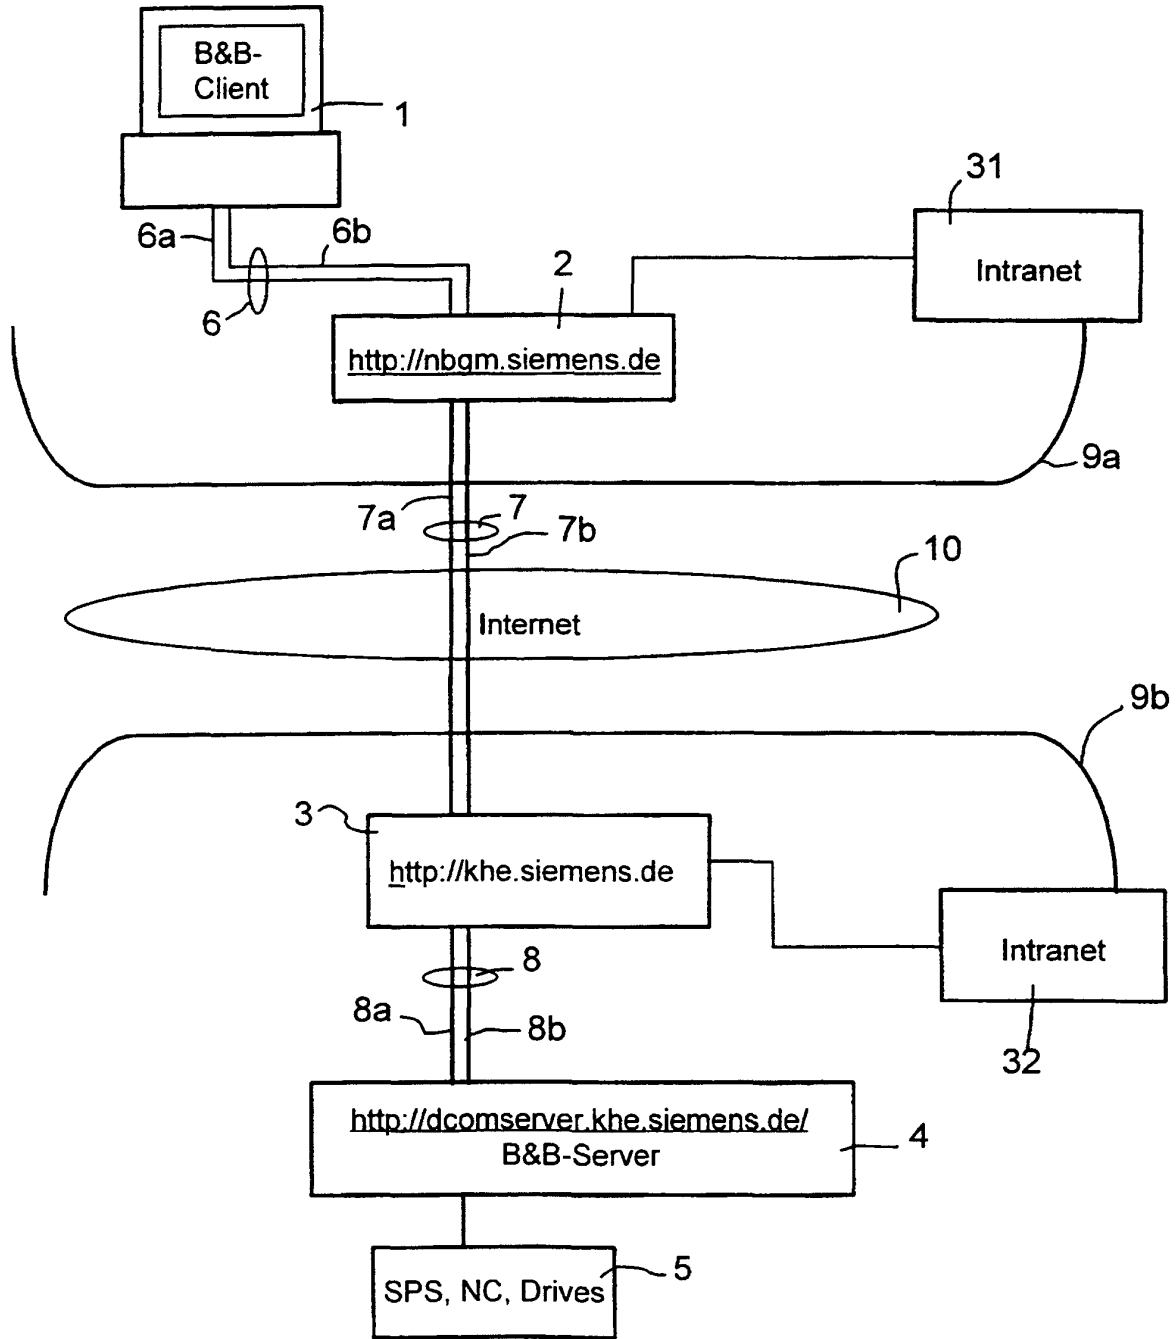 B&B-
Client
1
31
6a
6b
2
Intranet
6
http://nbgm.siemens.de
9a
7a
7
7b
10
Internet
9b
3
http://khe.siemens.de
8
Intranet
8a
8b
32
http://dcomserver.khe.siemens.de/
B&B-Server
4
SPS, NC, Drives
5